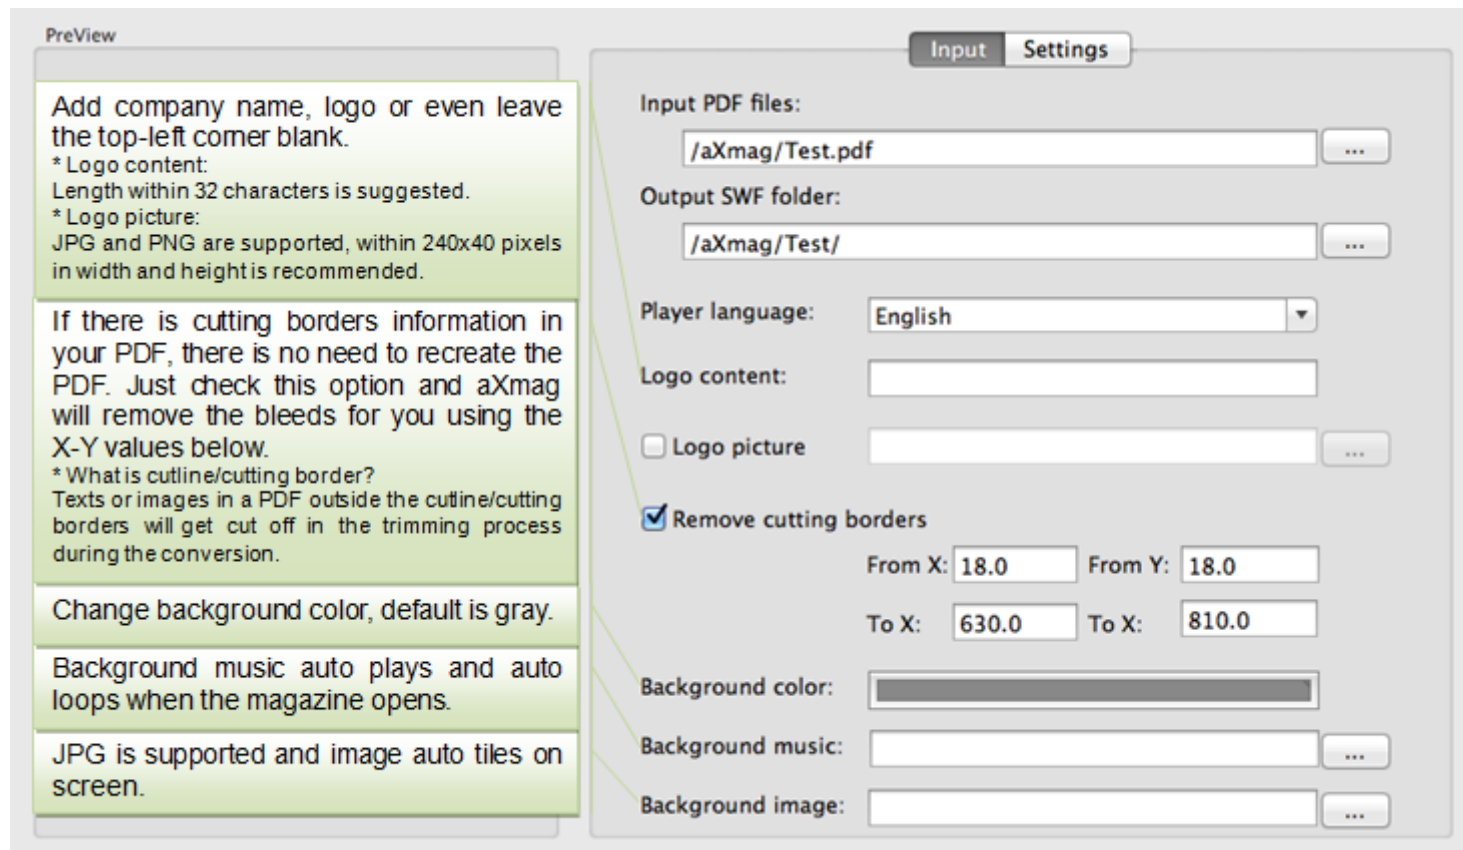 PreView
Add company name, logo or even leave
the top-left corner blank.
* Logo content:
Length within 32 characters is suggested.
* Logo picture:
JPG and PNG are supported, within 240x40 pixels
in width and height is recommended.
If there is cutting borders information in
your PDF, there is no need to recreate the
PDF. Just check this option and aXmag
will remove the bleeds for you using the
X-Y values below.
* What is cutline/cutting border?
Texts or images in a PDF outside the cutline/cutting
borders will get cut off in the trimming process
during the conversion.
Change background color, default is gray.
Background music auto plays and auto
loops when the magazine opens.
JPG is supported and image auto tiles on
screen.
Input Settings
Input PDF files:
/aXmag/Test.pdf ...
Output SWF folder:
/aXmag/Test/ ...
Player language: English
Logo content:
Logo picture ...
Remove cutting borders
From X: 18.0 From Y: 18.0
To X: 630.0 To X: 810.0
Background color:
Background music: ...
Background image: ...